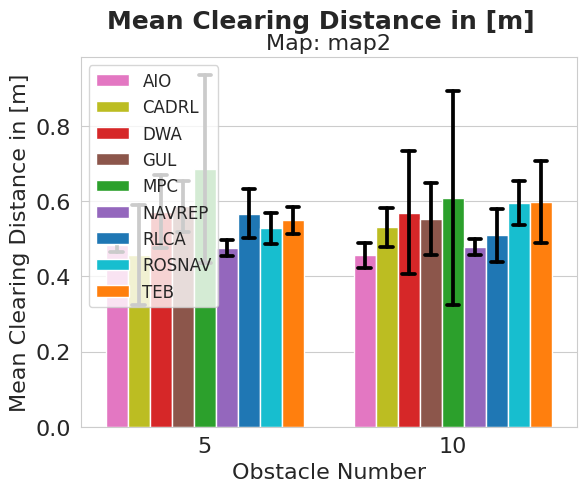 Mean Clearing Distance in [m]
Map: map2
Mean Clearing Distance in [m]
0.8
0.6
0.4
0.2
0.0
AIO
CADRL
DWA
GUL
MPC
NAVREP
RLCA
ROSNAV
TEB
5
10
Obstacle Number